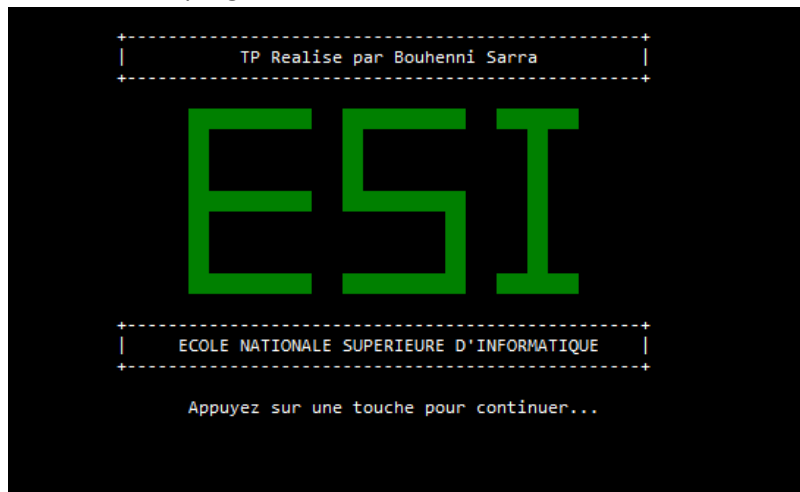 TP Realise par Bouhenni Sarra
ESI
ECOLE NATIONALE SUPERIEURE D'INFORMATIQUE
Appuyez sur une touche pour continuer...